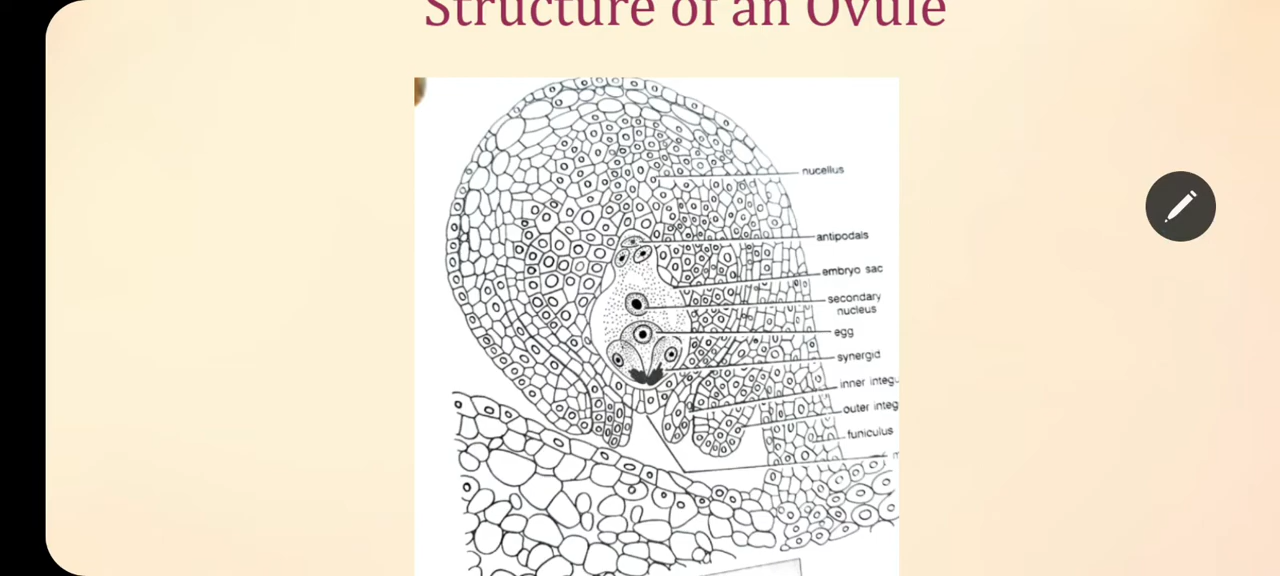 Structure of an Ovule
nucellus
antipodals
embryo sac
secondary
nucleus
egg
synergid
inner integ
outer integ
funiculus
m